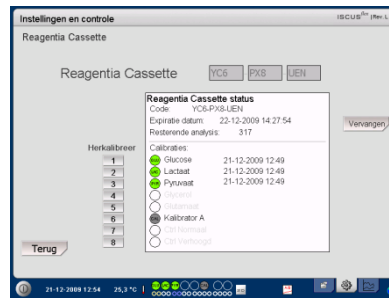 Instellingen en controle
ISCUS
Reagentia Cassette
Reagentia Cassette YC6 PX8 UEN
Reagentia Cassette status
Code: YC6-PX8-UEN
Expiratie datum: 22-12-2009 14:27:54
Resterende analysis: 317
Vervangen
Herkalibreer
Calibraties:
1 Glucose 21-12-2009 12:49
2 Lactaat 21-12-2009 12:49
3 Pyruvaat 21-12-2009 12:49
4 Glycerol
5 Glutamaat
6 Kalibrator A
7 Ctrl Normaal
8 Ctrl Verhoogd
Terug
21-12-2009 12:54 25,3 °C